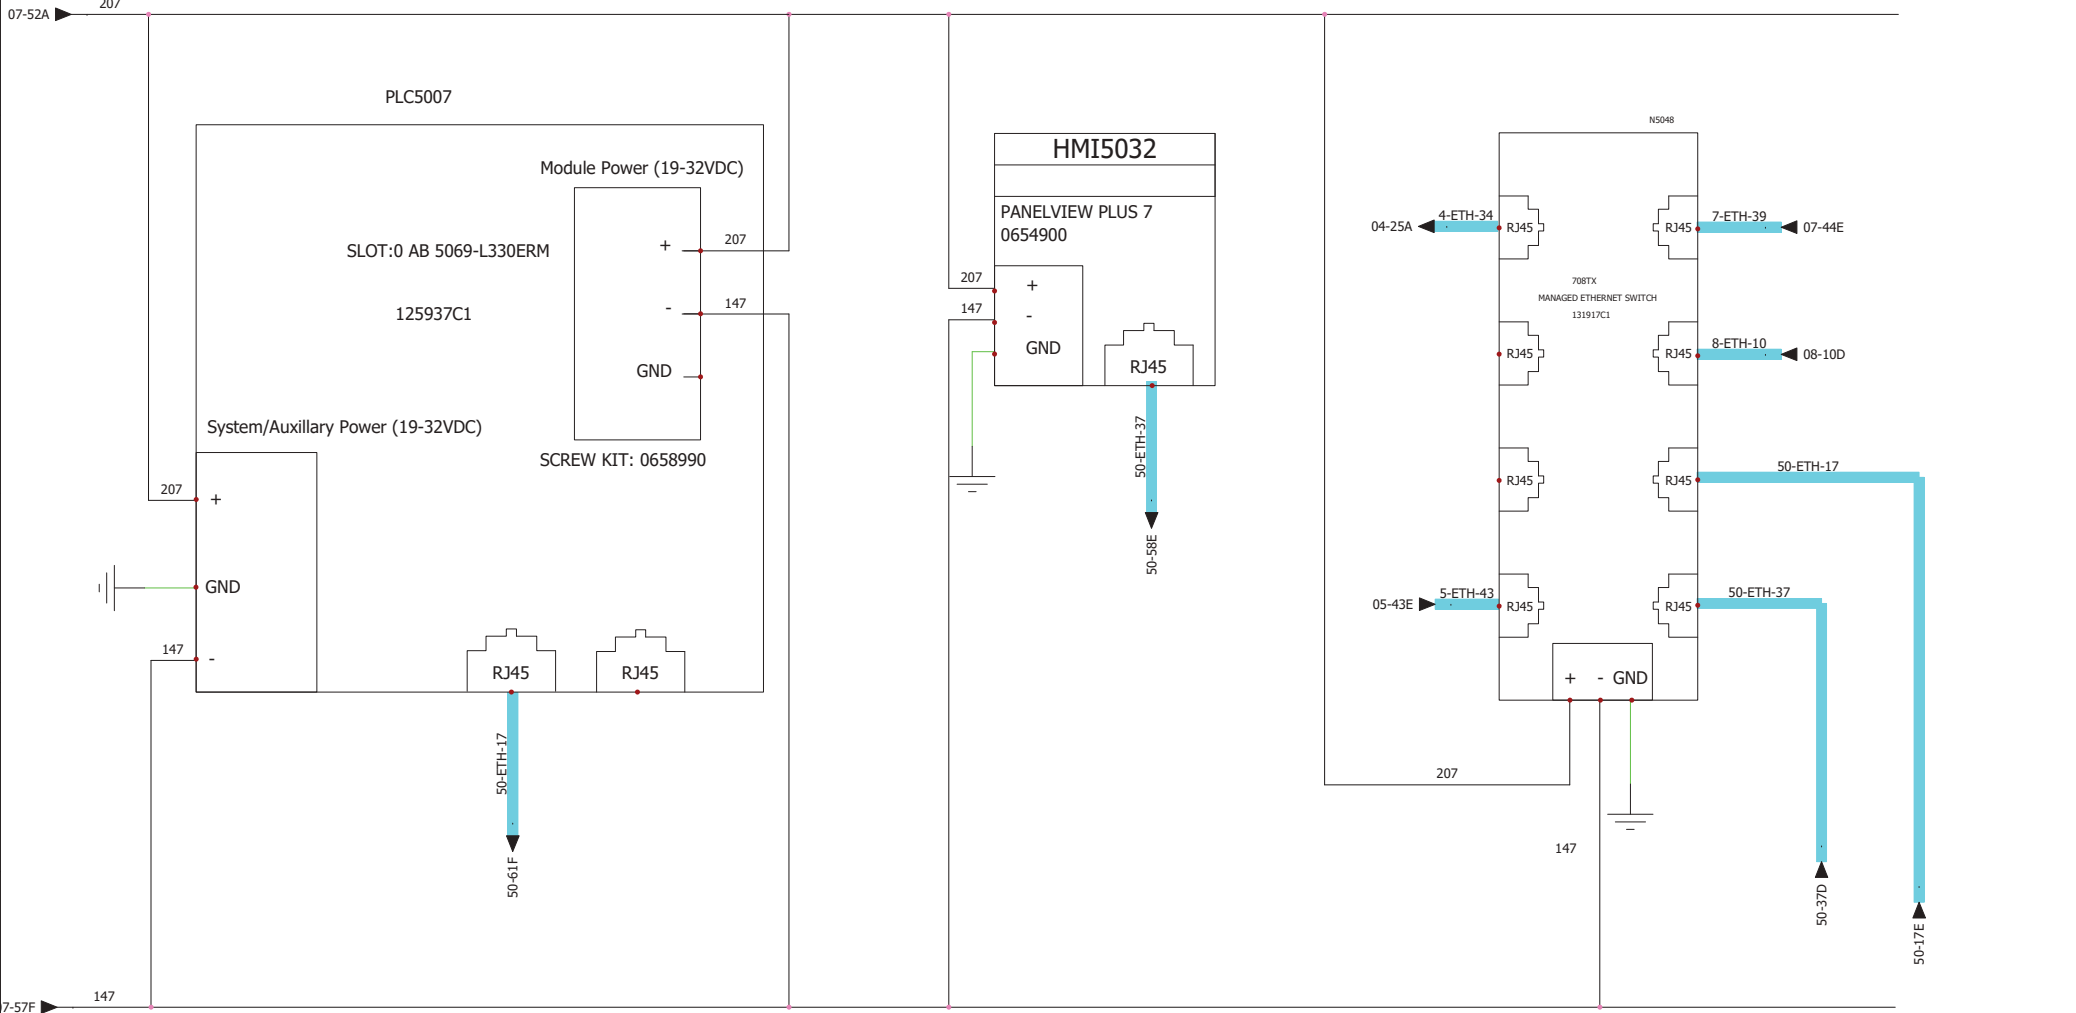 207
07-52A
PLC5007
Module Power (19-32VDC)
+ 207
SLOT:0 AB 5069-L330ERM
- 147
125937C1
GND
System/Auxillary Power (19-32VDC)
SCREW KIT: 0658990
207 +
GND
147 -
RJ45 RJ45
50-ETH-17
50-61F
HMI5032
PANELVIEW PLUS 7
0654900
207 +
147 -
GND
RJ45
50-ETH-37
50-58E
N5048
04-25A 4-ETH-34 RJ45 RJ45 7-ETH-39 07-44E
708TX
MANAGED ETHERNET SWITCH
131917C1
RJ45 RJ45 8-ETH-10 08-10D
RJ45 RJ45 50-ETH-17
05-43E 5-ETH-43 RJ45 RJ45 50-ETH-37
+ - GND
207
147
50-37D
50-17E
147
7-57F